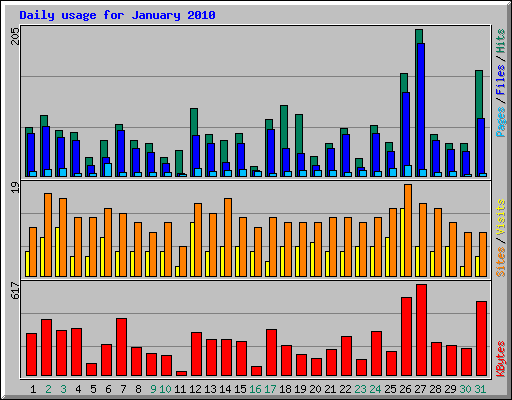 Daily usage for January 2010
205
Pages / Files / Hits
19
Sites / Visits
617
KBytes
1 2 3 4 5 6 7 8 9 10 11 12 13 14 15 16 17 18 19 20 21 22 23 24 25 26 27 28 29 30 31